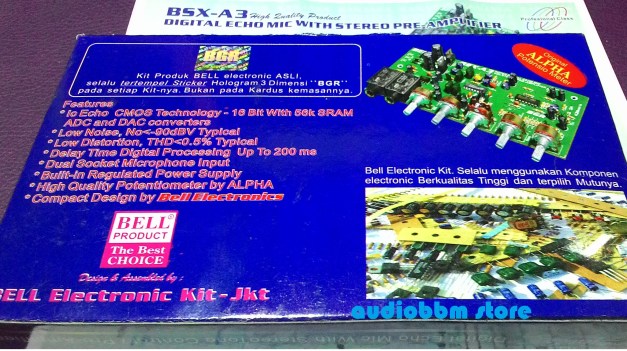 BSX-A3 High Quality Product
DIGITAL ECHO MIC WITH STEREO PRE-AMPLIFIER
Professional Class
BGR
Kit Produk BELL electronic ASLI,
selalu tertempel Sticker Hologram 3 Dimensi "BGR"
pada setiap Kit-nya. Bukan pada Kardus kemasannya.
Original
ALPHA
Potensio Meter
Features
* Ic Echo CMOS Technology - 16 Bit With 56k SRAM
ADC and DAC converters
* Low Noise, No<-90dBV Typical
* Low Distortion, THD<0.5% Typical
* Delay Time Digital Processing Up To 200 ms
* Dual Socket Microphone Input
* Built-in Regulated Power Supply
* High Quality Potentiometer by ALPHA
* Compact Design by Bell Electronics
Bell Electronic Kit. Selalu menggunakan Komponen
electronic Berkualitas Tinggi dan terpilih Mutunya.
BELL
PRODUCT
The Best
CHOICE
Design & Assembled by :
BELL Electronic Kit-Jkt
audiobbm store